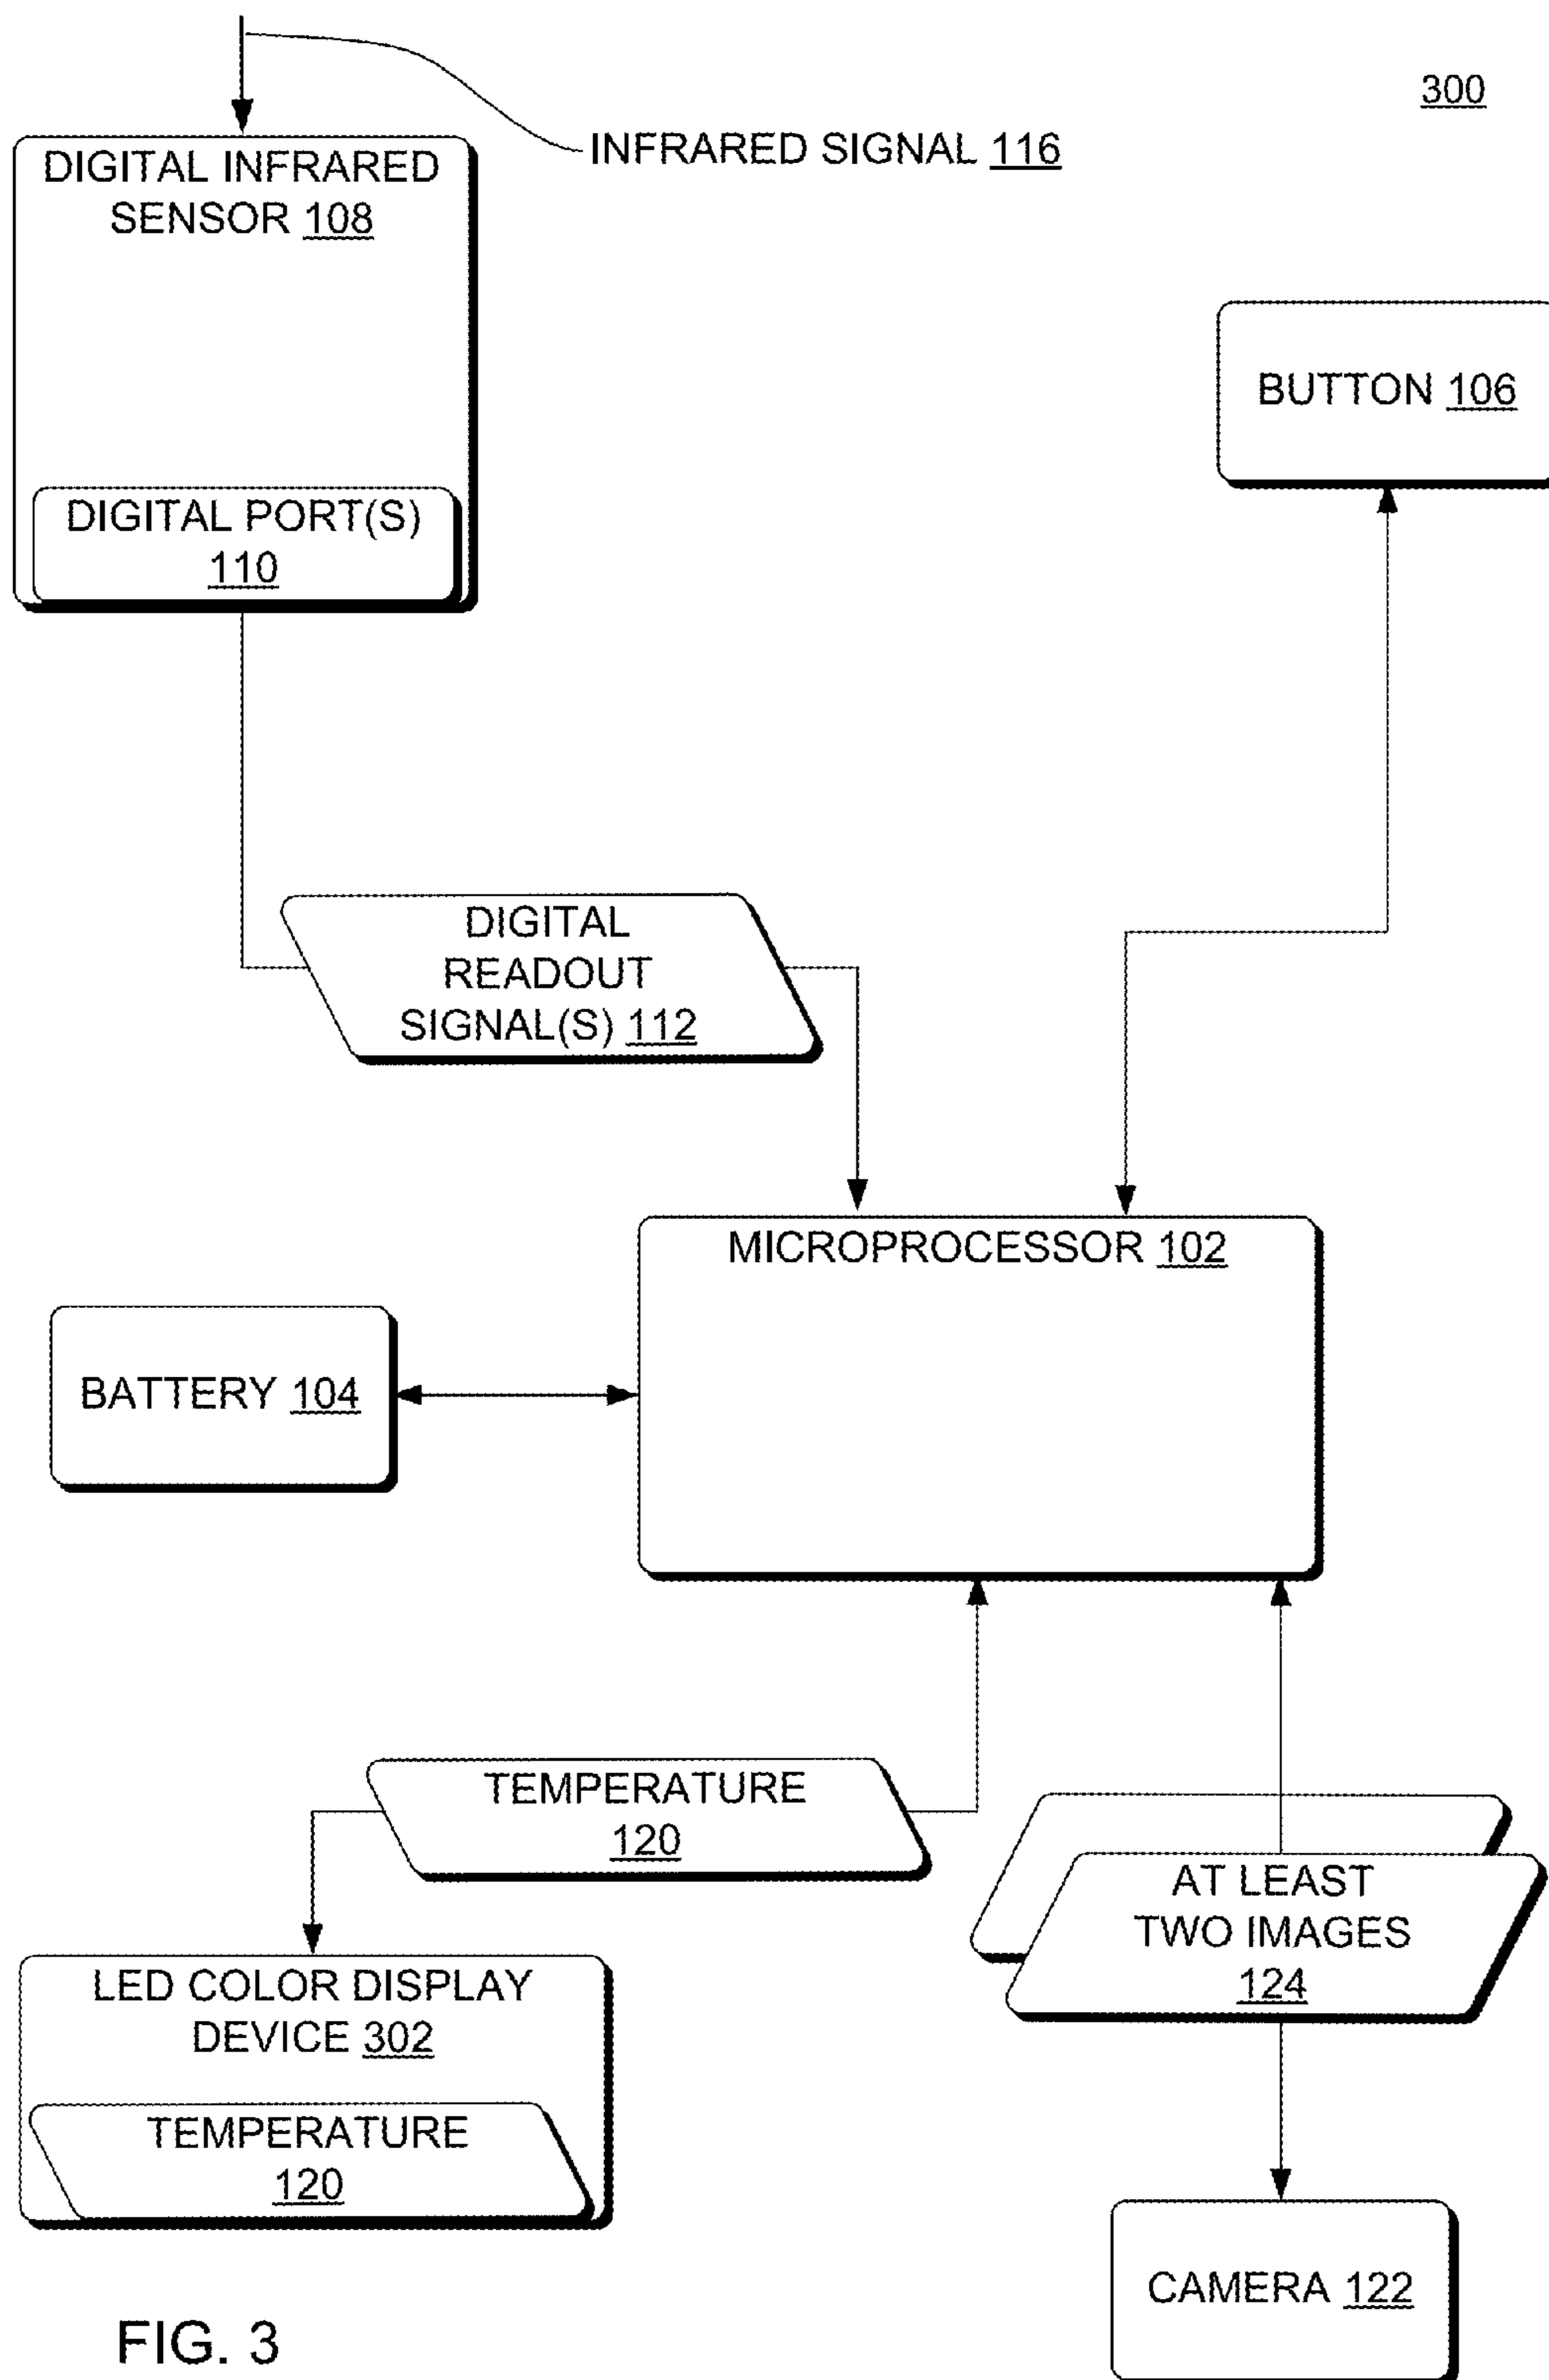 300
INFRARED SIGNAL 116
DIGITAL INFRARED
SENSOR 108
BUTTON 106
DIGITAL PORT(S)
110
DIGITAL
READOUT
SIGNAL(S) 112
MICROPROCESSOR 102
BATTERY 104
TEMPERATURE
120
AT LEAST
TWO IMAGES
124
LED COLOR DISPLAY
DEVICE 302
TEMPERATURE
120
CAMERA 122
FIG. 3